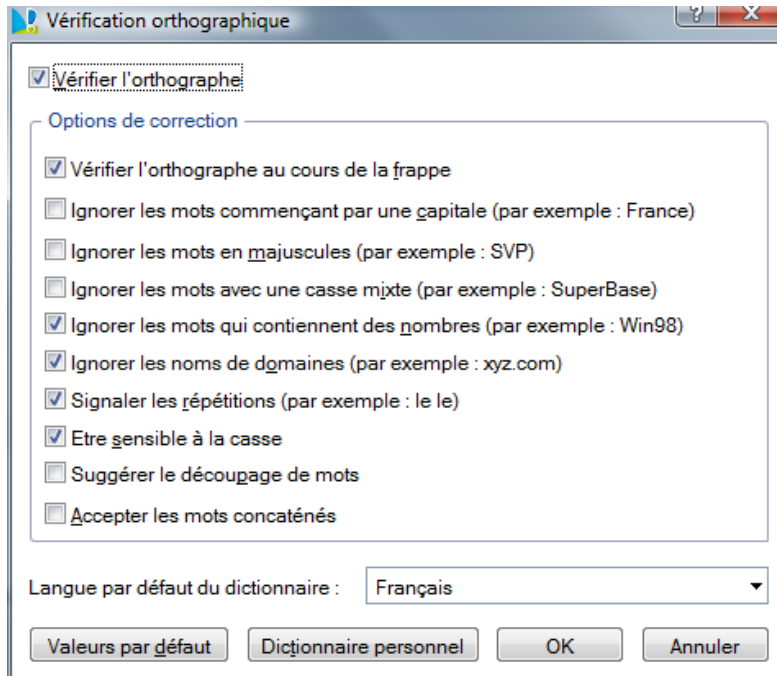 Vérification orthographique
Vérifier l'orthographe
Options de correction
Vérifier l'orthographe au cours de la frappe
Ignorer les mots commençant par une capitale (par exemple : France)
Ignorer les mots en majuscules (par exemple : SVP)
Ignorer les mots avec une casse mixte (par exemple : SuperBase)
Ignorer les mots qui contiennent des nombres (par exemple : Win98)
Ignorer les noms de domaines (par exemple : xyz.com)
Signaler les répétitions (par exemple : le le)
Etre sensible à la casse
Suggérer le découpage de mots
Accepter les mots concaténés
Langue par défaut du dictionnaire : Français
Valeurs par défaut Dictionnaire personnel OK Annuler